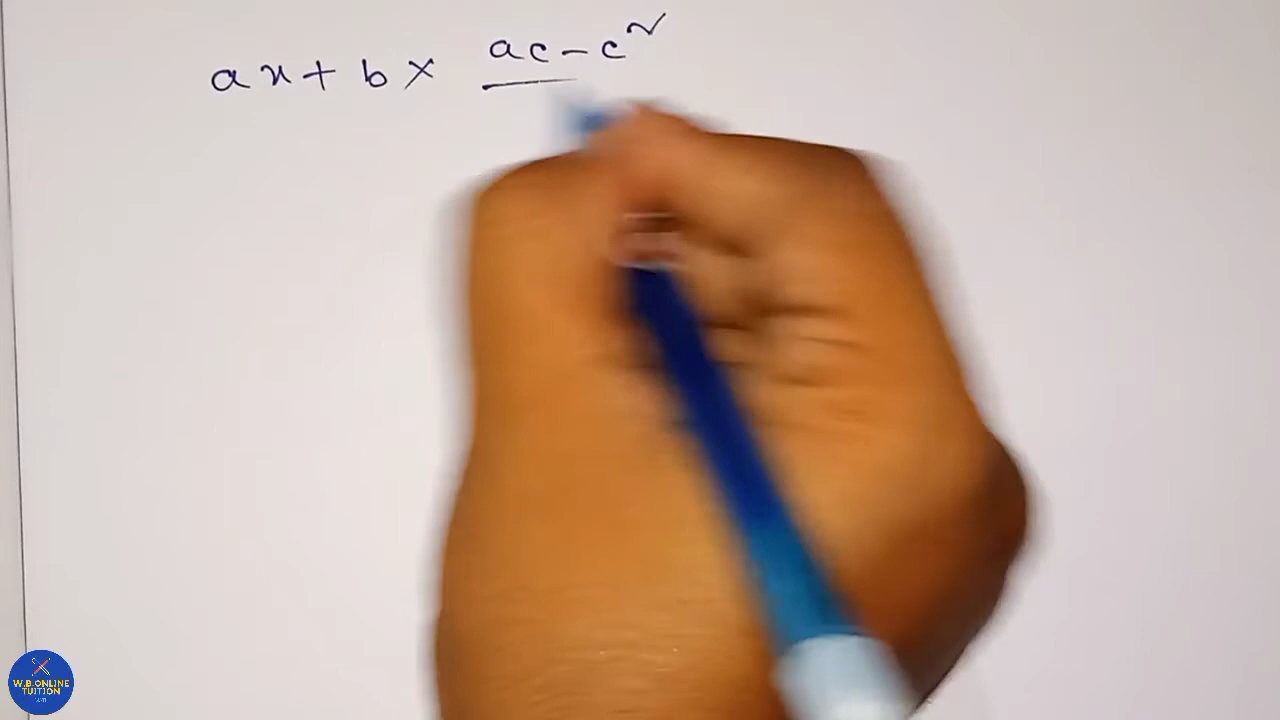 ax + b × ac - c²
W.B.ONLINE
TUITION